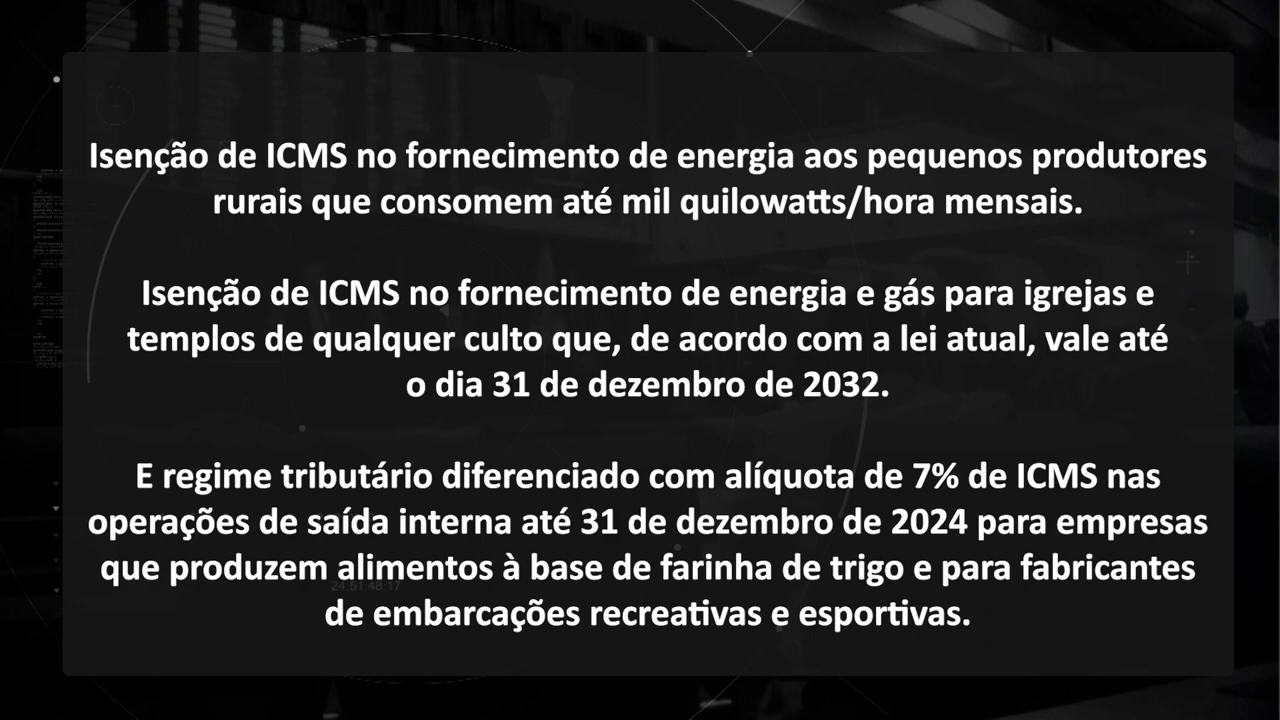 Isenção de ICMS no fornecimento de energia aos pequenos produtores
rurais que consomem até mil quilowatts/hora mensais.
Isenção de ICMS no fornecimento de energia e gás para igrejas e
templos de qualquer culto que, de acordo com a lei atual, vale até
o dia 31 de dezembro de 2032.
E regime tributário diferenciado com alíquota de 7% de ICMS nas
operações de saída interna até 31 de dezembro de 2024 para empresas
que produzem alimentos à base de farinha de trigo e para fabricantes
de embarcações recreativas e esportivas.